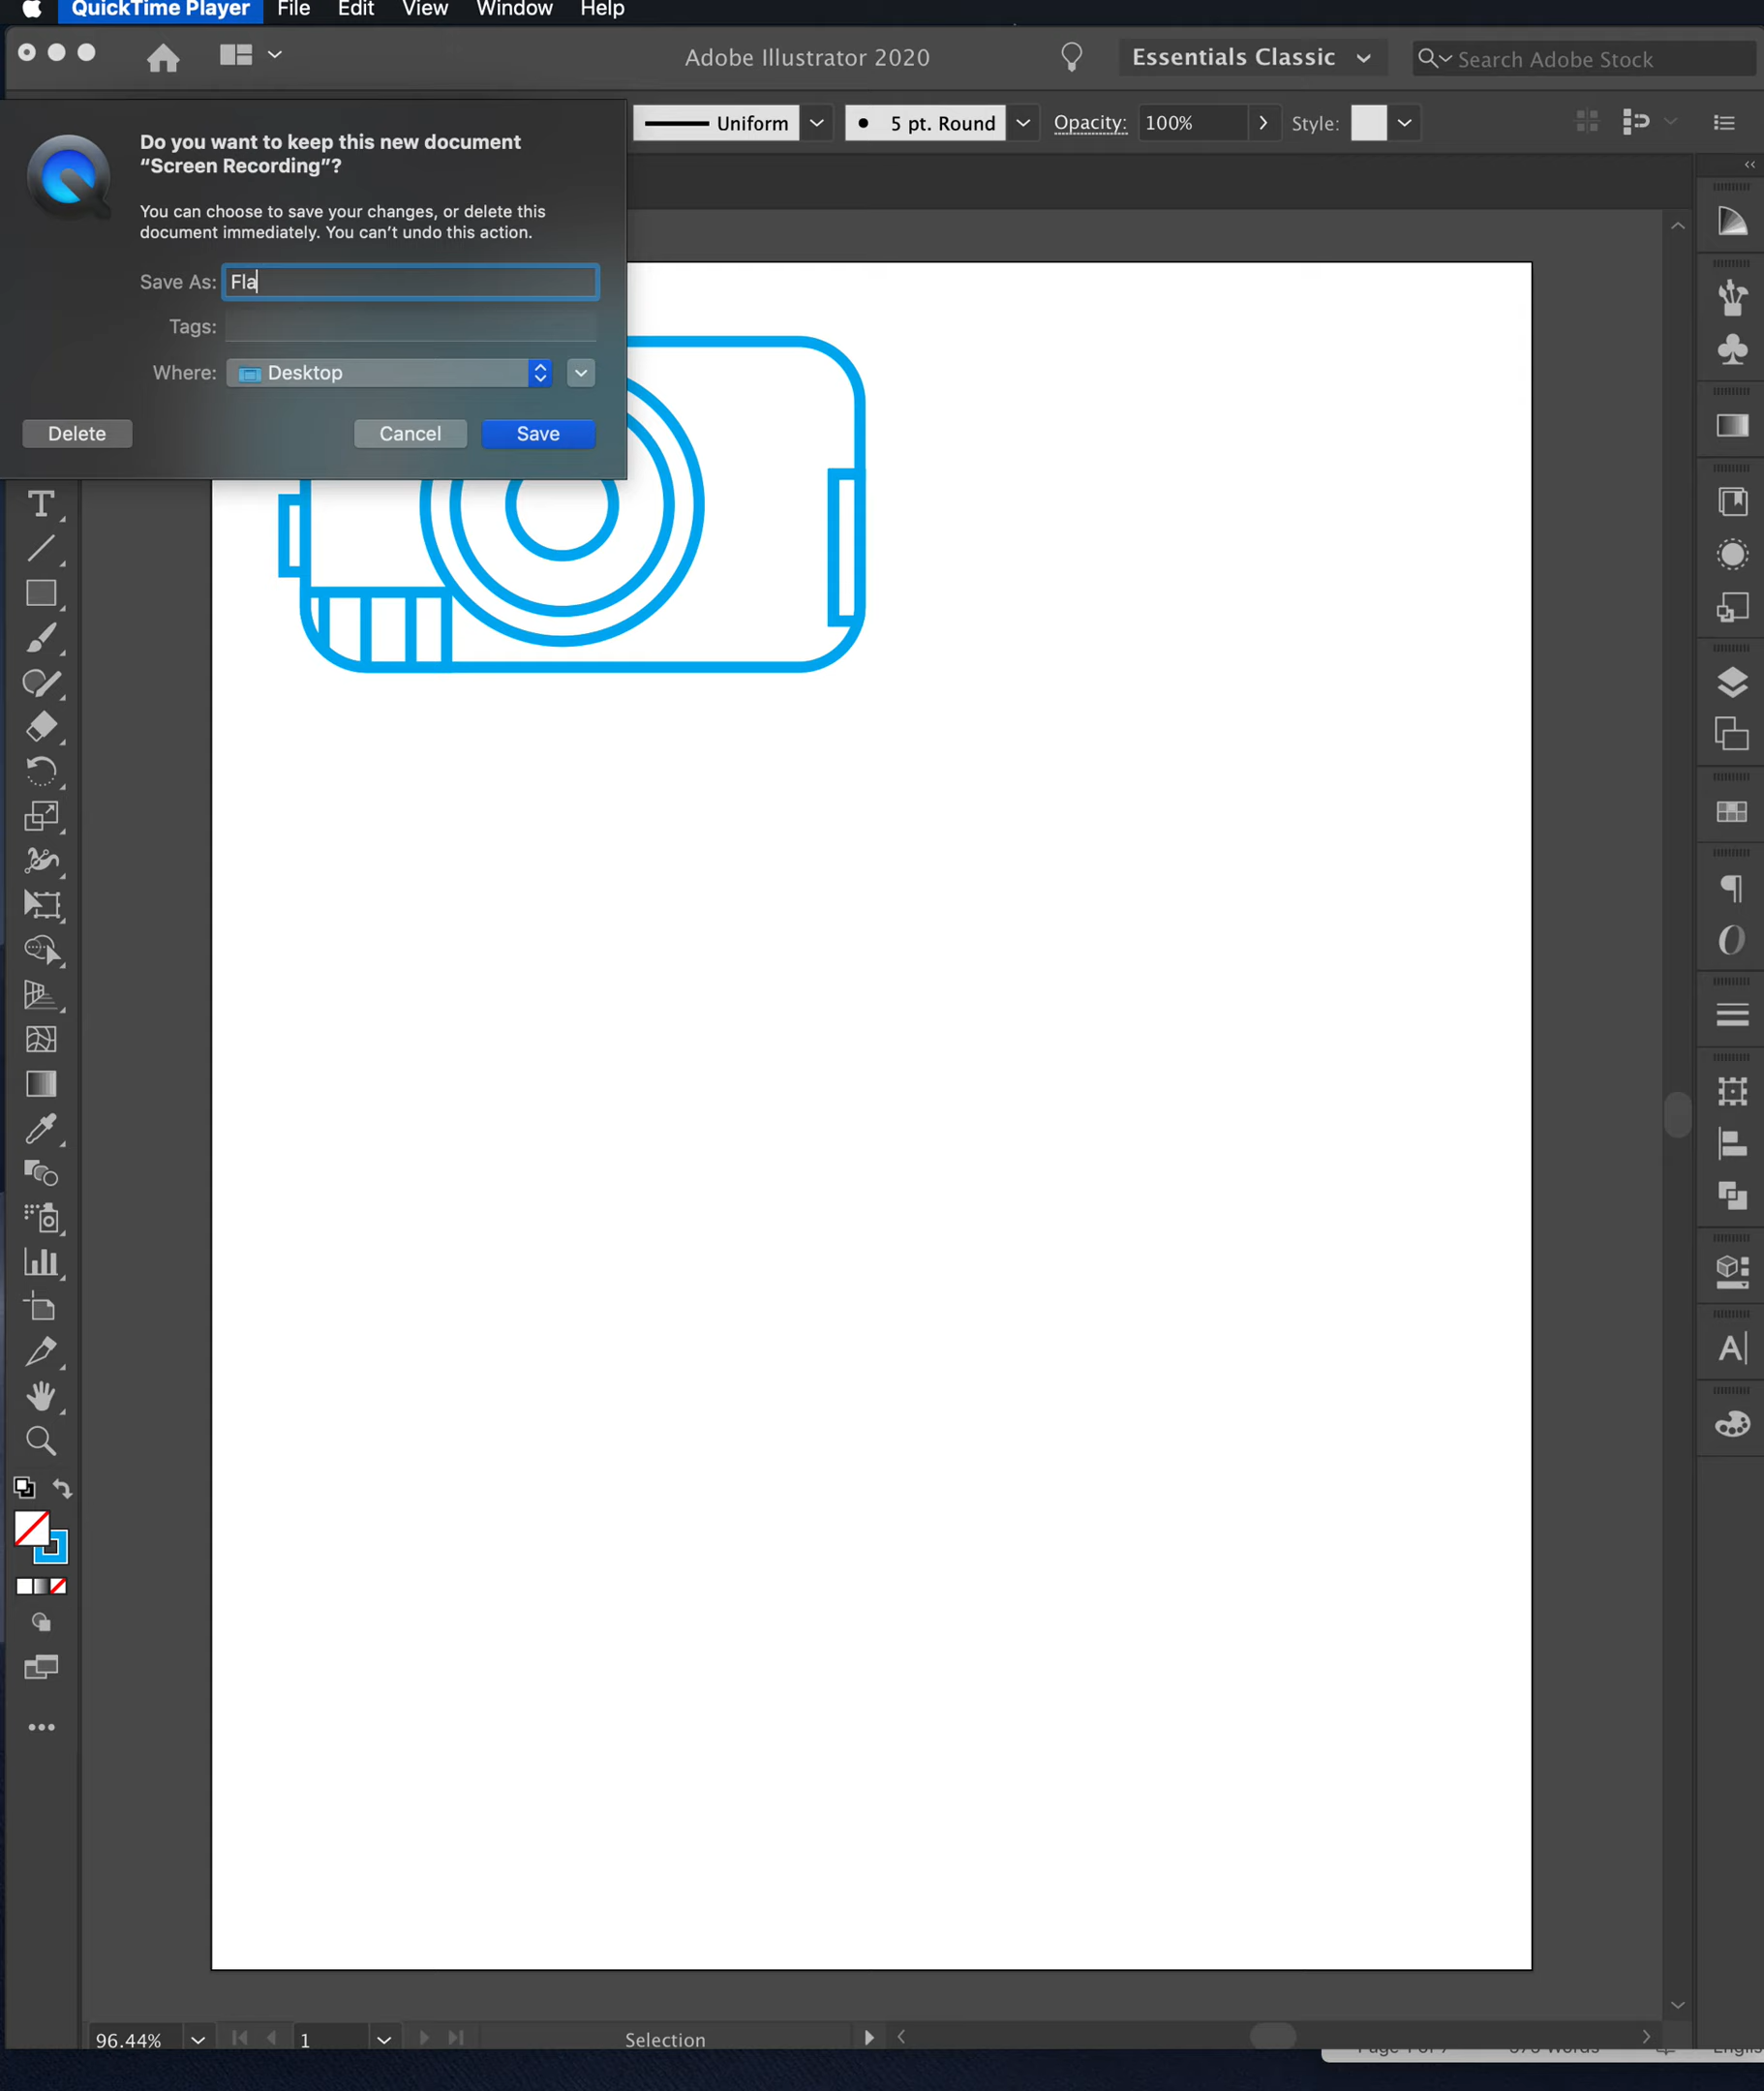 QuickTime Player File Edit View Window Help
Adobe Illustrator 2020 Essentials Classic Search Adobe Stock
Uniform 5 pt. Round Opacity: 100% Style:
Do you want to keep this new document
“Screen Recording”?
You can choose to save your changes, or delete this
document immediately. You can’t undo this action.
Save As: Fla
Tags:
Where: Desktop
Delete Cancel Save
96.44% 1 Selection